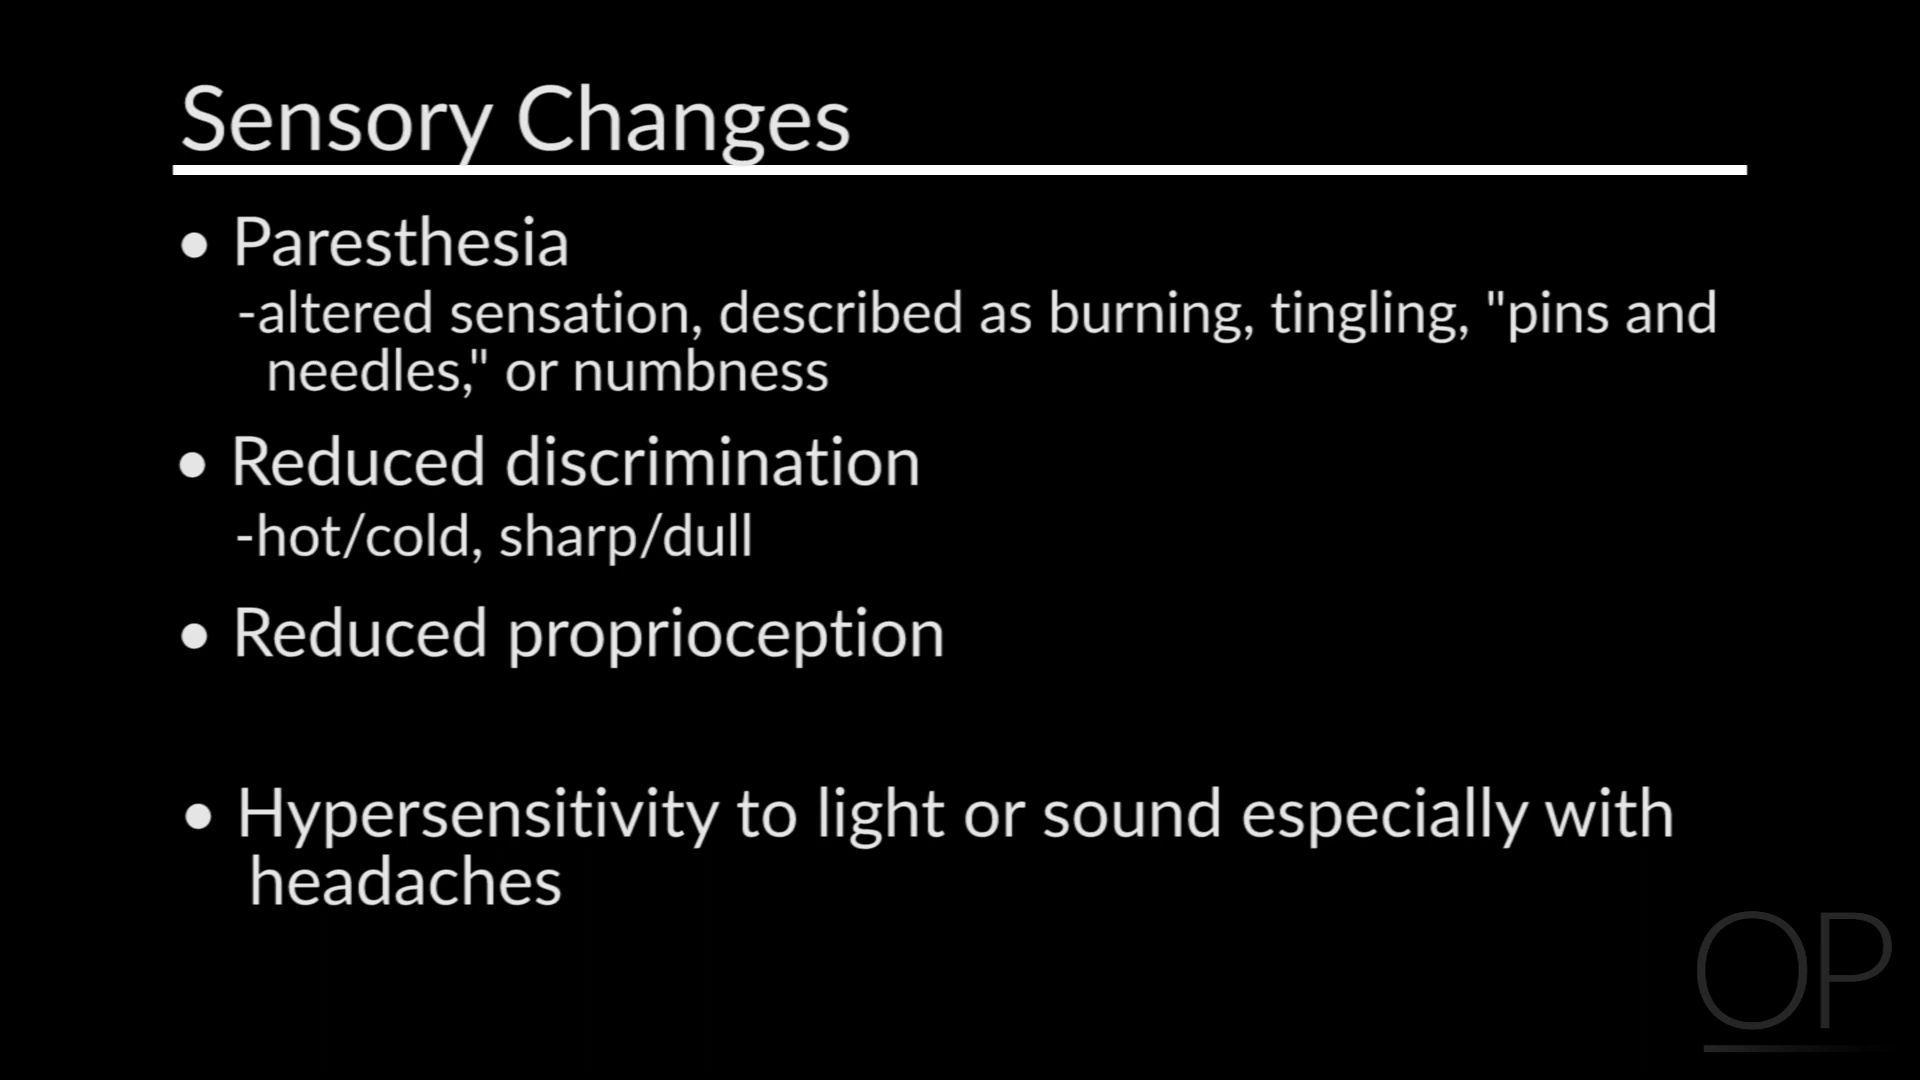 Sensory Changes
• Paresthesia
-altered sensation, described as burning, tingling, "pins and
needles," or numbness
• Reduced discrimination
-hot/cold, sharp/dull
• Reduced proprioception
• Hypersensitivity to light or sound especially with
headaches
OP